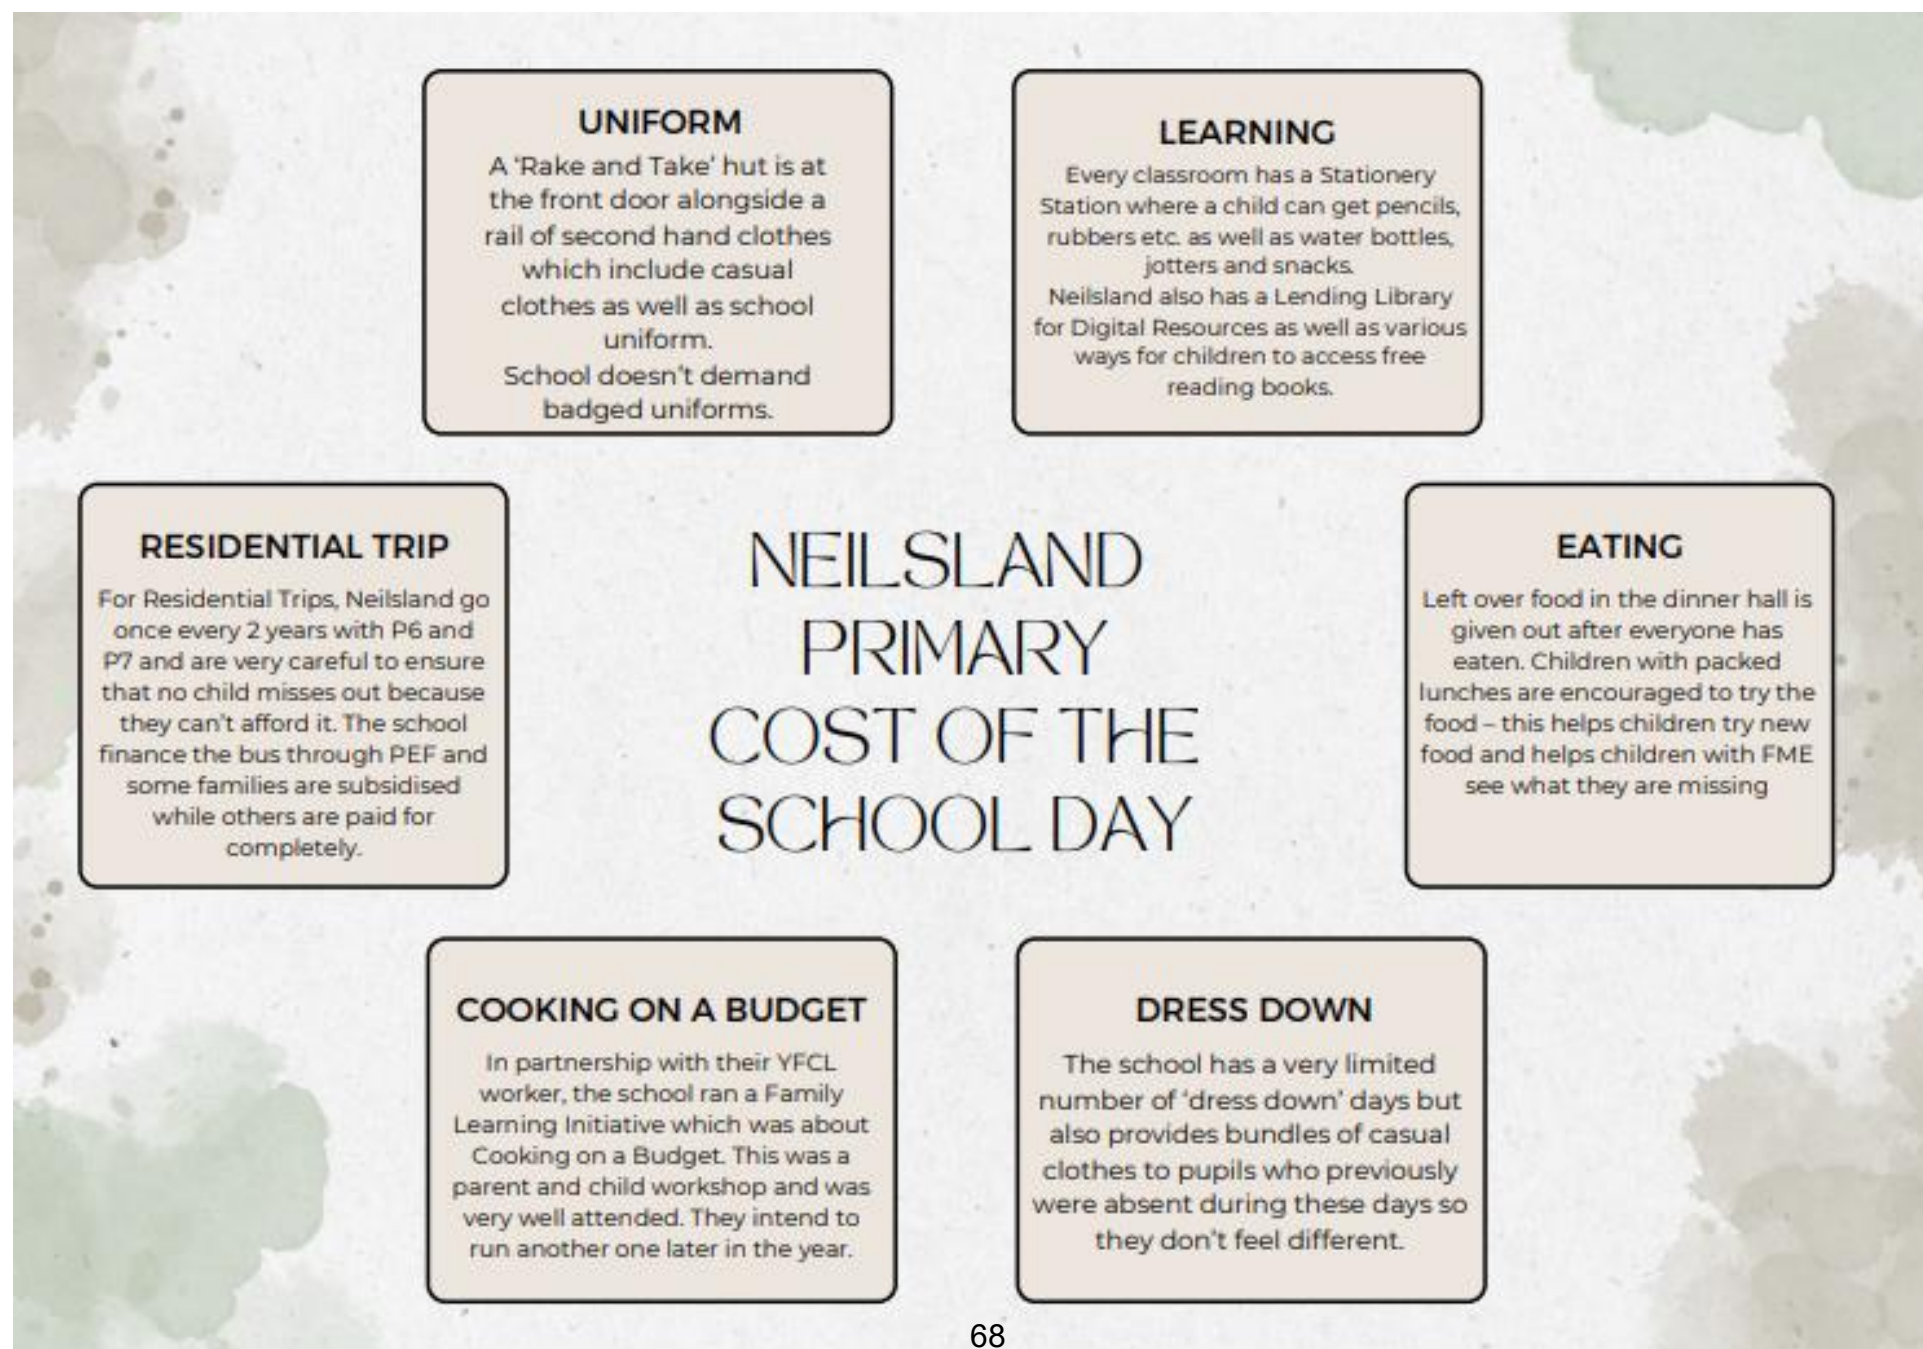 UNIFORM
A ‘Rake and Take’ hut is at
the front door alongside a
rail of second hand clothes
which include casual
clothes as well as school
uniform.
School doesn’t demand
badged uniforms.
LEARNING
Every classroom has a Stationery
Station where a child can get pencils,
rubbers etc. as well as water bottles,
jotters and snacks.
Neilsland also has a Lending Library
for Digital Resources as well as various
ways for children to access free
reading books.
RESIDENTIAL TRIP
For Residential Trips, Neilsland go
once every 2 years with P6 and
P7 and are very careful to ensure
that no child misses out because
they can’t afford it. The school
finance the bus through PEF and
some families are subsidised
while others are paid for
completely.
NEILSLAND
PRIMARY
COST OF THE
SCHOOL DAY
EATING
Left over food in the dinner hall is
given out after everyone has
eaten. Children with packed
lunches are encouraged to try the
food – this helps children try new
food and helps children with FME
see what they are missing
COOKING ON A BUDGET
In partnership with their YFCL
worker, the school ran a Family
Learning Initiative which was about
Cooking on a Budget. This was a
parent and child workshop and was
very well attended. They intend to
run another one later in the year.
DRESS DOWN
The school has a very limited
number of ‘dress down’ days but
also provides bundles of casual
clothes to pupils who previously
were absent during these days so
they don’t feel different.
68